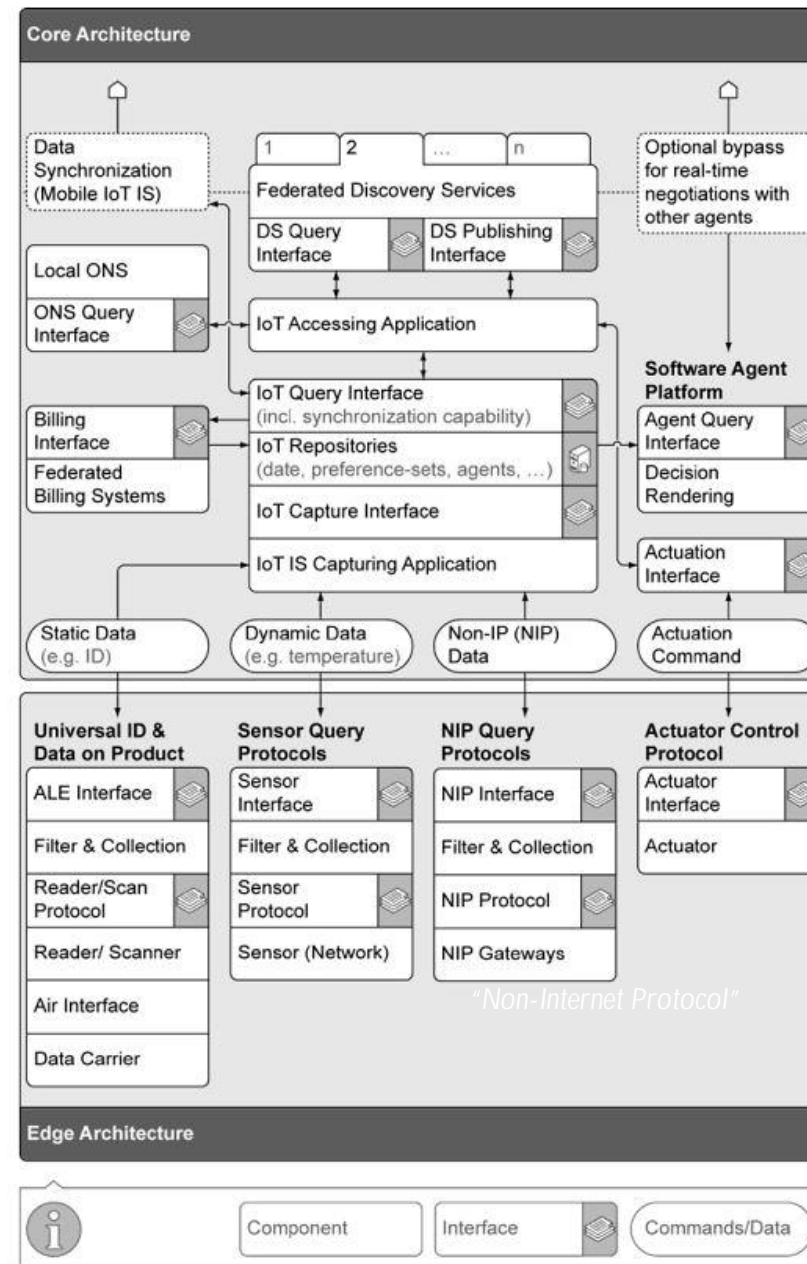 Core Architecture
Data
Synchronization
(Mobile IoT IS)
1
2
...
n
Federated Discovery Services
DS Query
Interface
DS Publishing
Interface
Optional bypass
for real-time
negotiations with
other agents
Local ONS
ONS Query
Interface
IoT Accessing Application
Billing
Interface
Federated
Billing Systems
IoT Query Interface
(incl. synchronization capability)
IoT Repositories
(date, preference-sets, agents, ...)
IoT Capture Interface
IoT IS Capturing Application
Software Agent
Platform
Agent Query
Interface
Decision
Rendering
Actuation
Interface
Static Data
(e.g. ID)
Dynamic Data
(e.g. temperature)
Non-IP (NIP)
Data
Actuation
Command
Universal ID &
Data on Product
ALE Interface
Filter & Collection
Reader/Scan
Protocol
Reader/ Scanner
Air Interface
Data Carrier
Sensor Query
Protocols
Sensor
Interface
Filter & Collection
Sensor
Protocol
Sensor (Network)
NIP Query
Protocols
NIP Interface
Filter & Collection
NIP Protocol
NIP Gateways
"Non-Internet Protocol"
Actuator Control
Protocol
Actuator
Interface
Actuator
Edge Architecture
i
Component
Interface
Commands/Data